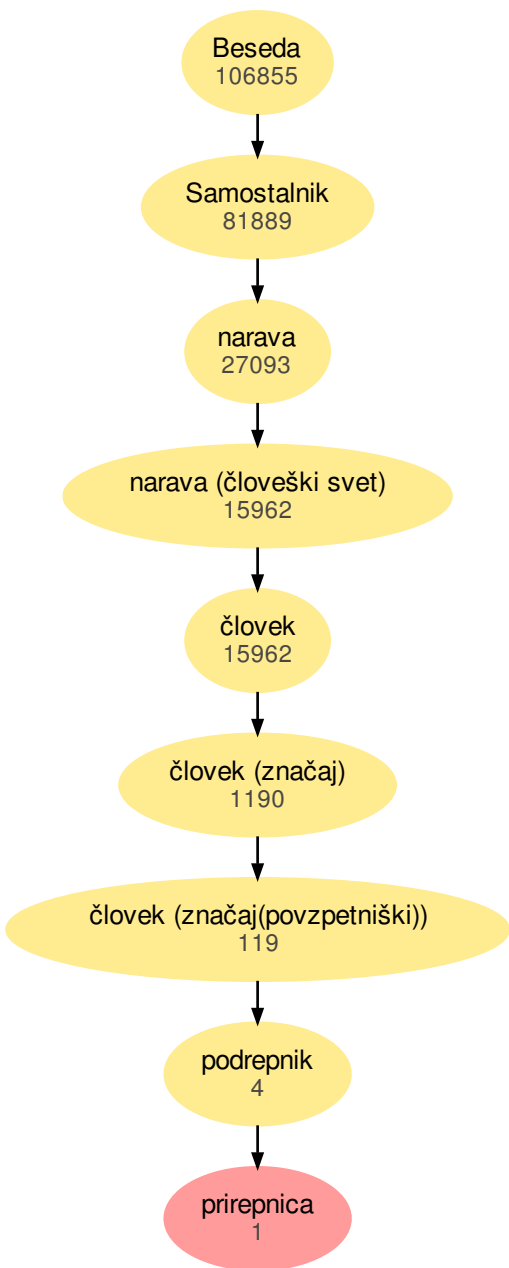 Beseda
106855
Samostalnik
81889
narava
27093
narava (človeški svet)
15962
človek
15962
človek (značaj)
1190
človek (značaj(povzpetniški))
119
podrepnik
4
prirepnica
1